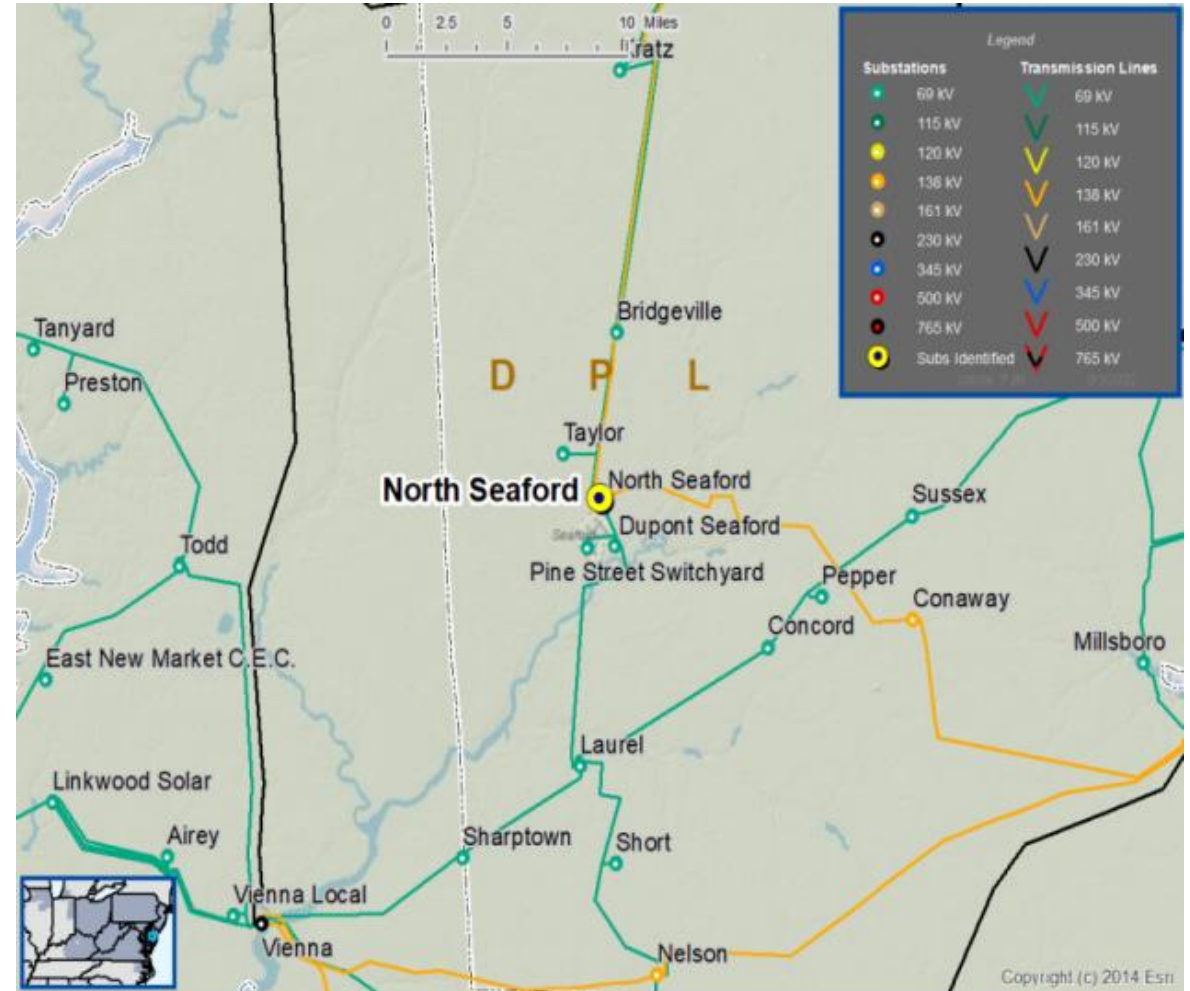 0 2.5 5 10 Miles
Kratz
Legend
Substations Transmission Lines
69 kV 69 kV
115 kV 115 kV
120 kV 120 kV
138 kV 138 kV
161 kV 161 kV
230 kV 230 kV
345 kV 345 kV
500 kV 500 kV
765 kV 765 kV
Subs Identified
Bridgeville
Tanyard
Preston
D P L
Taylor
North Seaford
North Seaford
Sussex
Dupont Seaford
Todd
Pine Street Switchyard
Pepper
Conaway
Concord
Millsboro
East New Market C.E.C.
Laurel
Linkwood Solar
Airey
Sharptown
Short
Vienna Local
Vienna
Nelson
Copyright (c) 2014 Esri